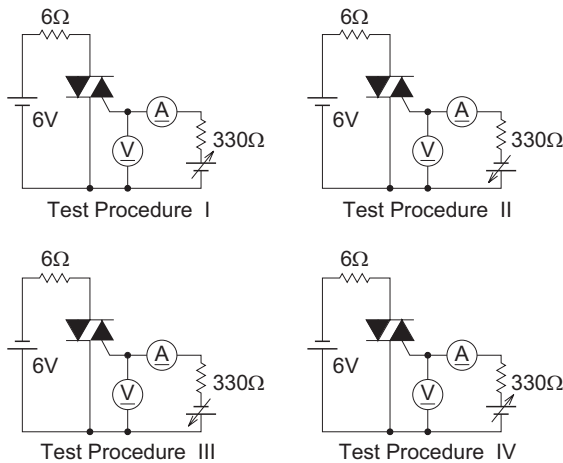 6Ω
6V
A
V
330Ω
Test Procedure I
6Ω
6V
A
V
330Ω
Test Procedure II
6Ω
6V
A
V
330Ω
Test Procedure III
6Ω
6V
A
V
330Ω
Test Procedure IV